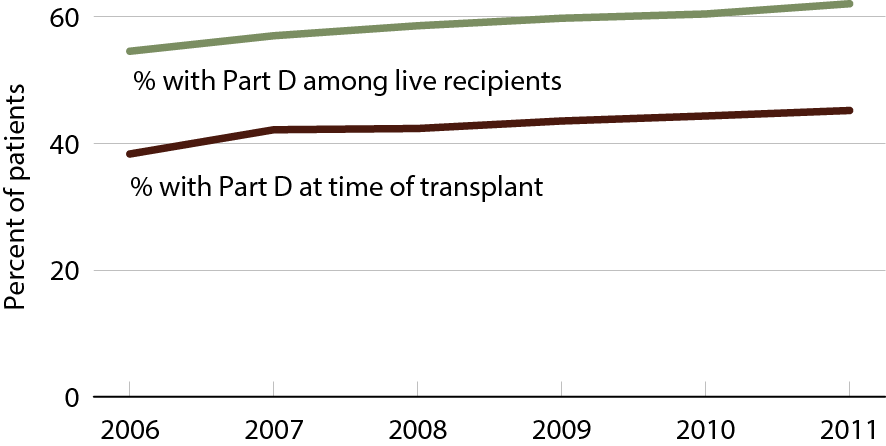 Percent of patients
60
40
20
0
% with Part D among live recipients
% with Part D at time of transplant
2006 2007 2008 2009 2010 2011